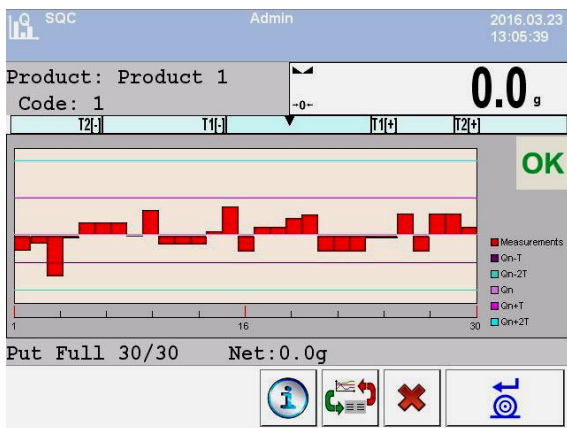 SQC Admin 2016.03.23
13:05:39
Product: Product 1
Code: 1
→0← 0.0 g
T2[-] T1[-] T1[+] T2[+]
OK
Measurements
Qn-T
Qn-2T
Qn
Qn+T
Qn+2T
1 16 30
Put Full 30/30 Net:0.0g